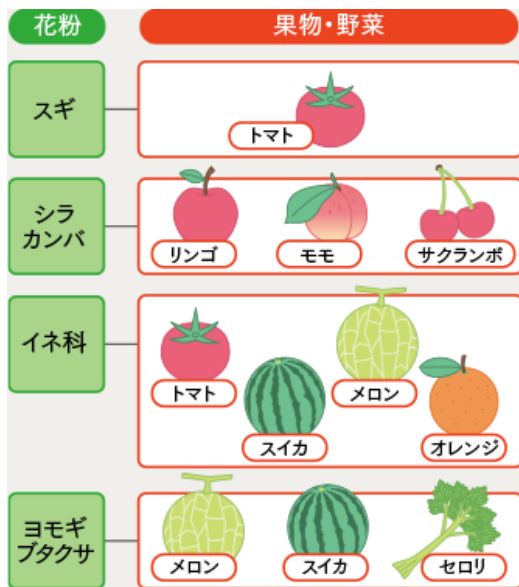 花粉
果物・野菜
スギ
トマト
シラ
カンバ
リンゴ
モモ
サクランボ
イネ科
トマト
メロン
スイカ
オレンジ
ヨモギ
ブタクサ
メロン
スイカ
セロリ